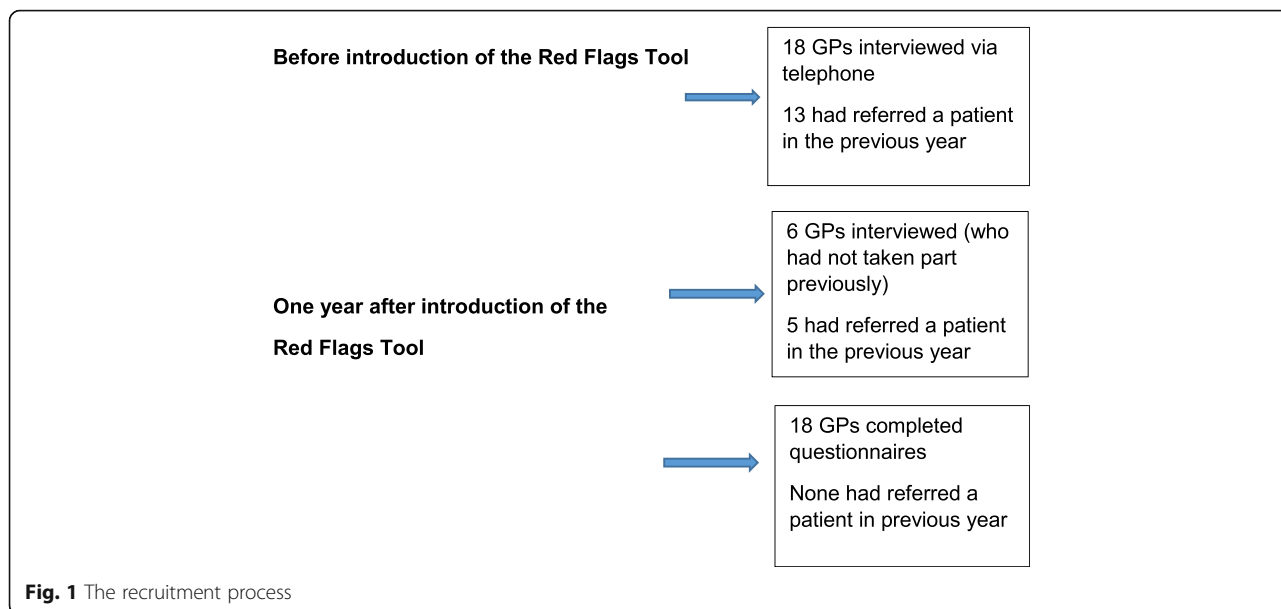 Before introduction of the Red Flags Tool
18 GPs interviewed via
telephone
13 had referred a patient
in the previous year
One year after introduction of the
Red Flags Tool
6 GPs interviewed (who
had not taken part
previously)
5 had referred a patient
in the previous year
18 GPs completed
questionnaires
None had referred a
patient in previous year
Fig. 1 The recruitment process